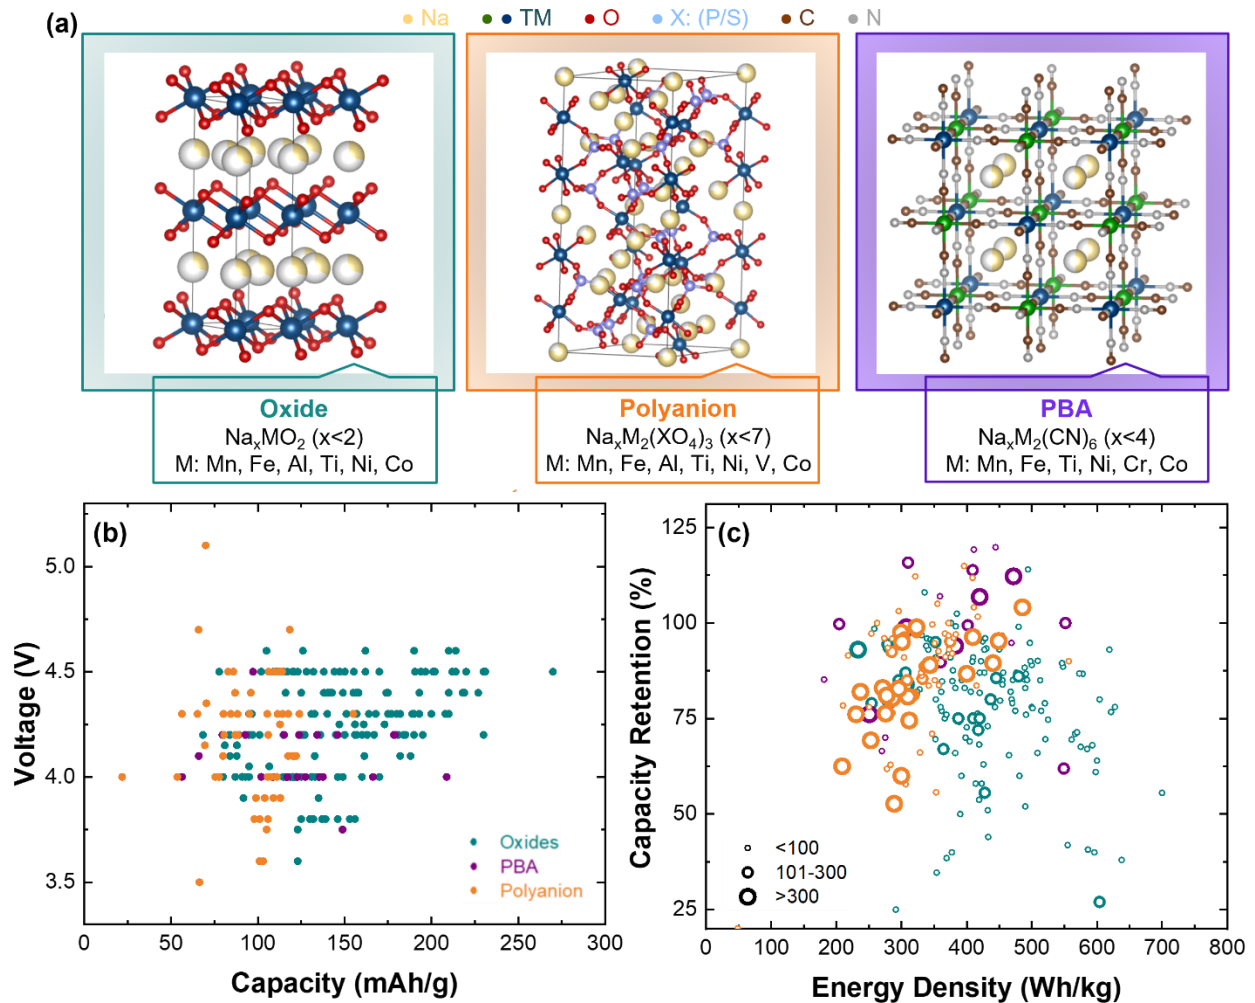 (a)
Na TM O X: (P/S) C N
Oxide
NaₓMO₂ (x<2)
M: Mn, Fe, Al, Ti, Ni, Co
Polyanion
NaₓM₂(XO₄)₃ (x<7)
M: Mn, Fe, Al, Ti, Ni, V, Co
PBA
NaₓM₂(CN)₆ (x<4)
M: Mn, Fe, Ti, Ni, Cr, Co
(b)
Voltage (V)
5.0
4.5
4.0
3.5
Oxides
PBA
Polyanion
0 50 100 150 200 250 300
Capacity (mAh/g)
(c)
Capacity Retention (%)
125
100
75
50
25
<100
101-300
>300
0 100 200 300 400 500 600 700 800
Energy Density (Wh/kg)